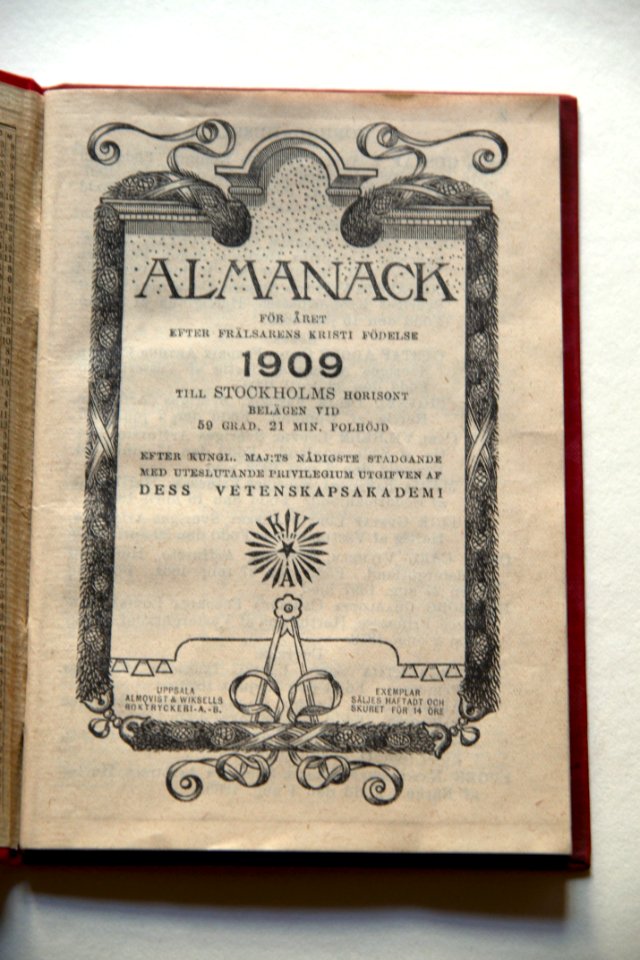 ALMANACK
FÖR ÅRET
EFTER FRÄLSARENS KRISTI FÖDELSE
1909
TILL STOCKHOLMS HORISONT
BELÄGEN VID
59 GRAD. 21 MIN. POLHÖJD
EFTER KUNGL. MAJ:TS NÅDIGSTE STADGANDE
MED UTESLUTANDE PRIVILEGIUM UTGIFVEN AF
DESS VETENSKAPSAKADEMI
K V
A
UPPSALA
ALMQVIST & WIKSELLS
BOKTRYCKERI-A.-B.
EXEMPLAR
SÄLJES HÄFTADT OCH
SKURET FÖR 14 ÖRE